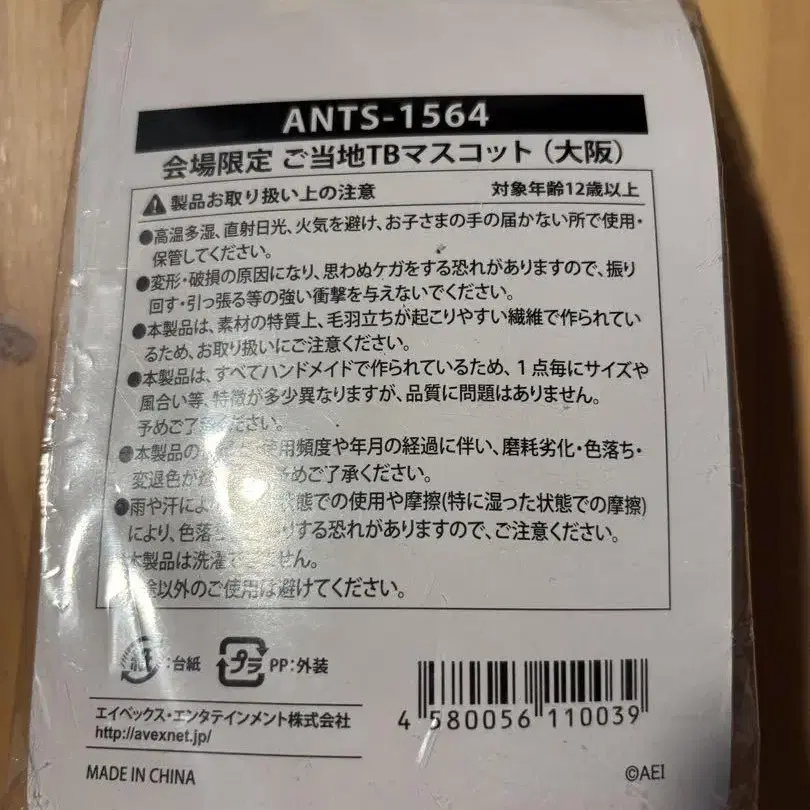 ANTS-1564
会場限定 ご当地TBマスコット（大阪）
製品お取り扱い上の注意 対象年齢12歳以上
●高温多湿、直射日光、火気を避け、お子さまの手の届かない所で使用・
保管してください。
●変形・破損の原因になり、思わぬケガをする恐れがありますので、振り
回す・引っ張る等の強い衝撃を与えないでください。
●本製品は、素材の特質上、毛羽立ちが起こりやすい繊維で作られてい
るため、お取り扱いにご注意ください。
●本製品は、すべてハンドメイドで作られているため、１点毎にサイズや
風合い等、特徴が多少異なりますが、品質に問題はありません。
予めご了承ください。
●本製品の 使用頻度や年月の経過に伴い、磨耗劣化・色落ち・
変退色が 予めご了承ください。
●雨や汗によ 状態での使用や摩擦(特に湿った状態での摩擦)
により、色落 りする恐れがありますので、ご注意ください。
本製品は洗濯できません。
途以外のご使用は避けてください。
紙：台紙 プラ PP：外装
エイベックス・エンタテインメント株式会社
http://avexnet.jp/
4 580056 110039
MADE IN CHINA
©AEI